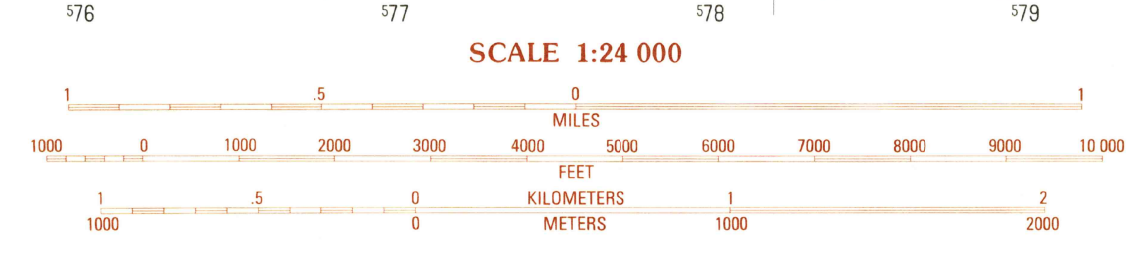 ⁵76 ⁵77 ⁵78 ⁵79
SCALE 1:24 000
1 .5 0 1
MILES
1000 0 1000 2000 3000 4000 5000 6000 7000 8000 9000 10 000
FEET
1 .5 0 KILOMETERS 1 2
1000 0 METERS 1000 2000